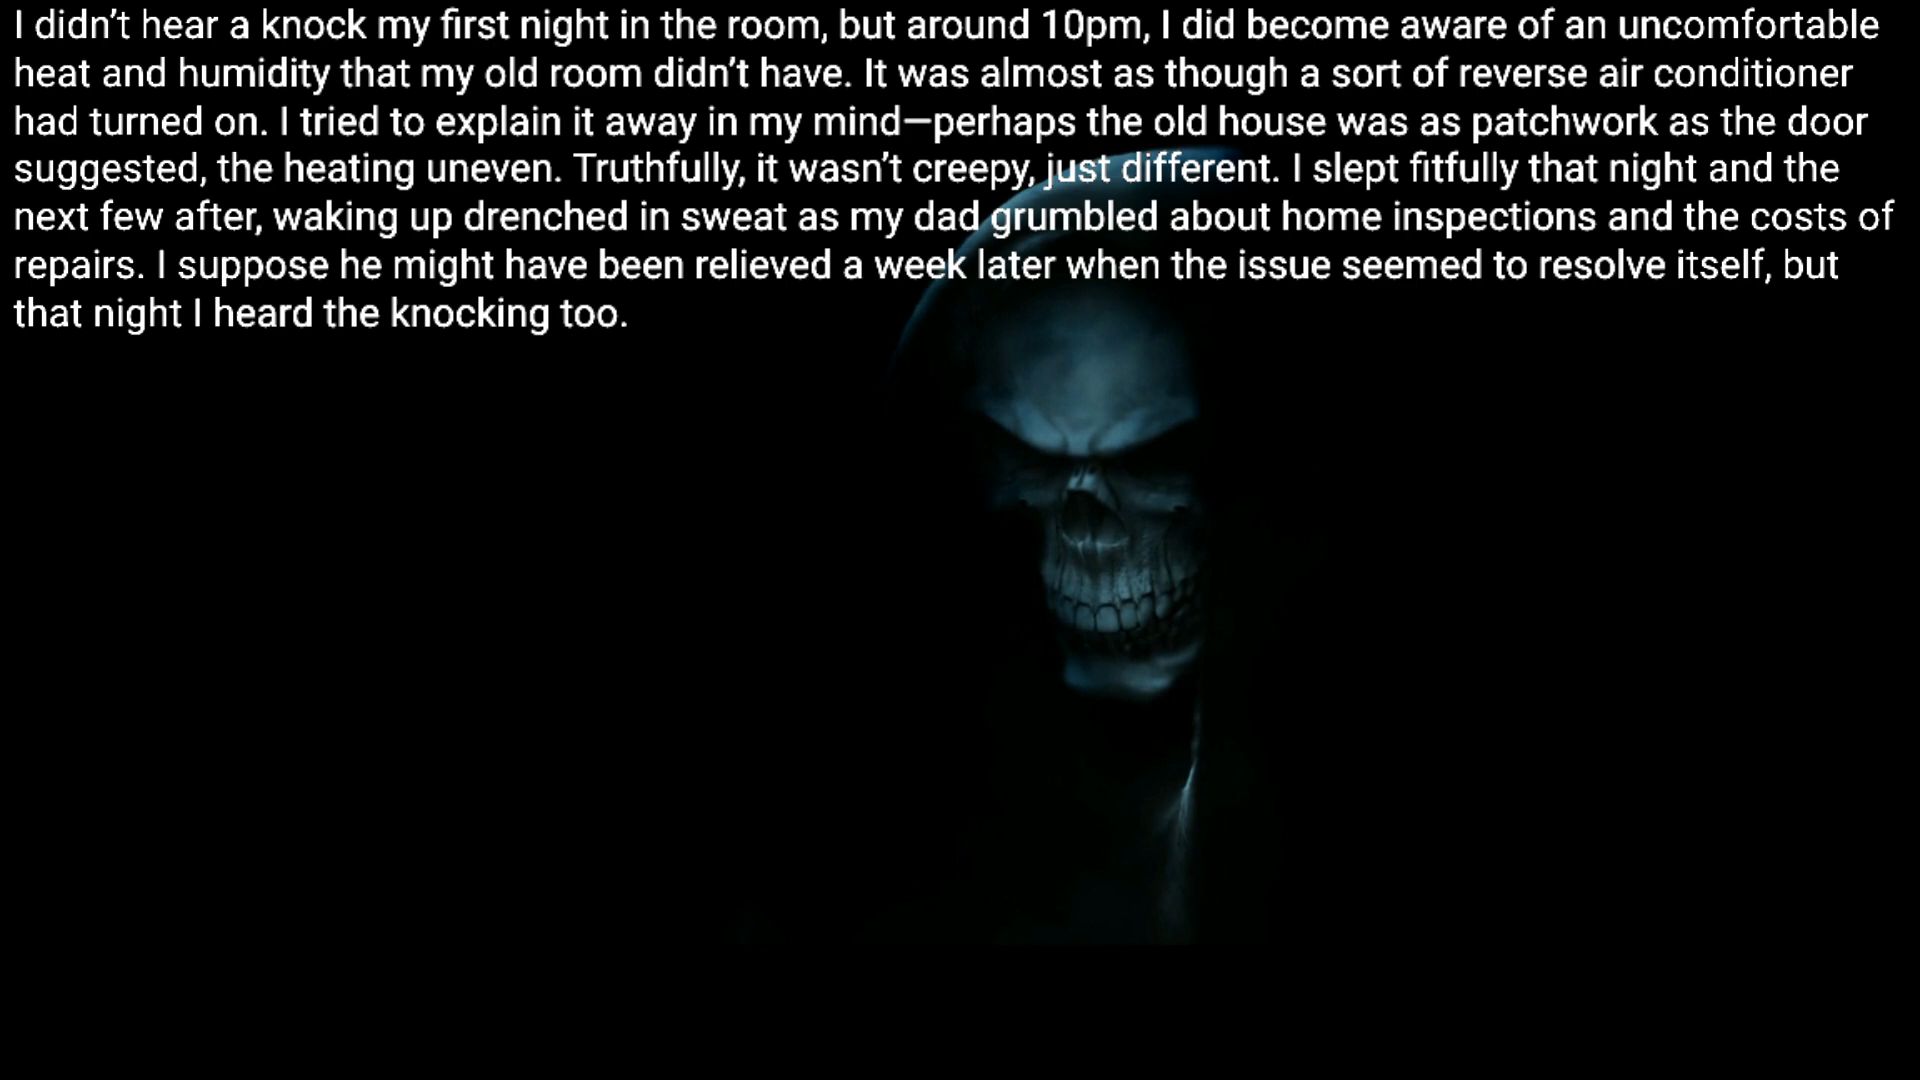 I didn’t hear a knock my first night in the room, but around 10pm, I did become aware of an uncomfortable
heat and humidity that my old room didn’t have. It was almost as though a sort of reverse air conditioner
had turned on. I tried to explain it away in my mind—perhaps the old house was as patchwork as the door
suggested, the heating uneven. Truthfully, it wasn’t creepy, just different. I slept fitfully that night and the
next few after, waking up drenched in sweat as my dad grumbled about home inspections and the costs of
repairs. I suppose he might have been relieved a week later when the issue seemed to resolve itself, but
that night I heard the knocking too.